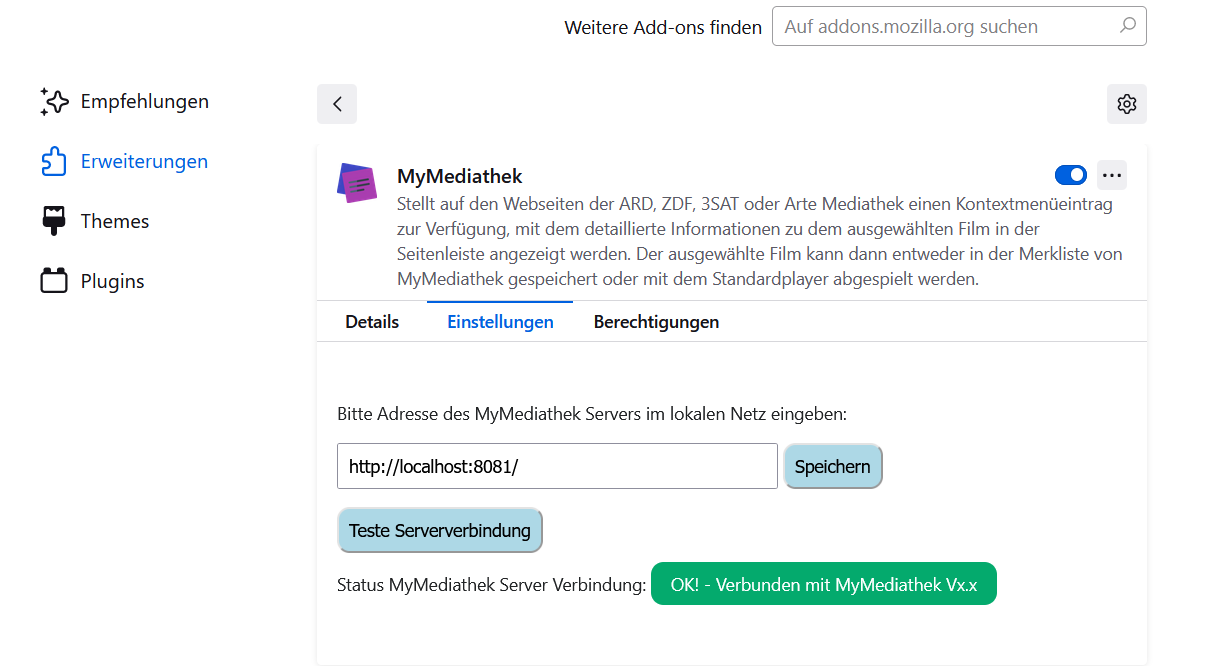 Weitere Add-ons finden
Auf addons.mozilla.org suchen
Empfehlungen
Erweiterungen
Themes
Plugins
MyMediathek
Stellt auf den Webseiten der ARD, ZDF, 3SAT oder Arte Mediathek einen Kontextmenüeintrag
zur Verfügung, mit dem detaillierte Informationen zu dem ausgewählten Film in der
Seitenleiste angezeigt werden. Der ausgewählte Film kann dann entweder in der Merkliste von
MyMediathek gespeichert oder mit dem Standardplayer abgespielt werden.
Details Einstellungen Berechtigungen
Bitte Adresse des MyMediathek Servers im lokalen Netz eingeben:
http://localhost:8081/ Speichern
Teste Serververbindung
Status MyMediathek Server Verbindung: OK! - Verbunden mit MyMediathek Vx.x